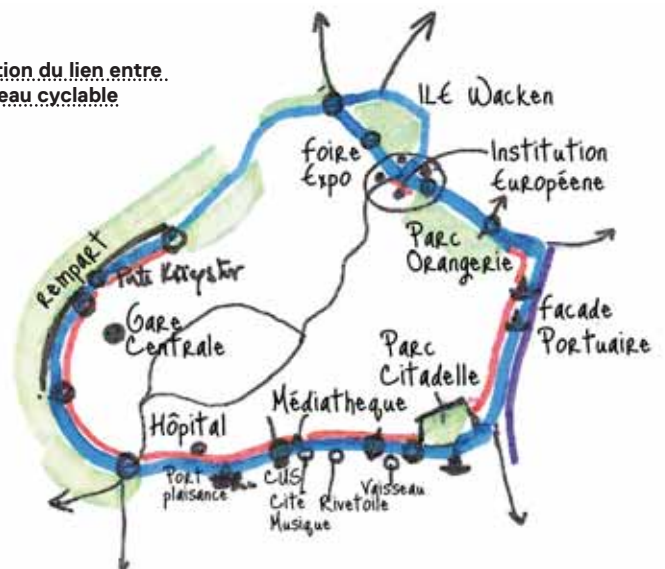 tion du lien entre
eau cyclable
ILE Wacken
Foire
Expo
Institution
Européene
Parc
Orangerie
rempart
Gare
Centrale
Facade
Portuaire
Parc
Citadelle
Hôpital
Médiatheque
Port
plaisance
CUS
Cité
Musique
Rivetoile
Vaisseau